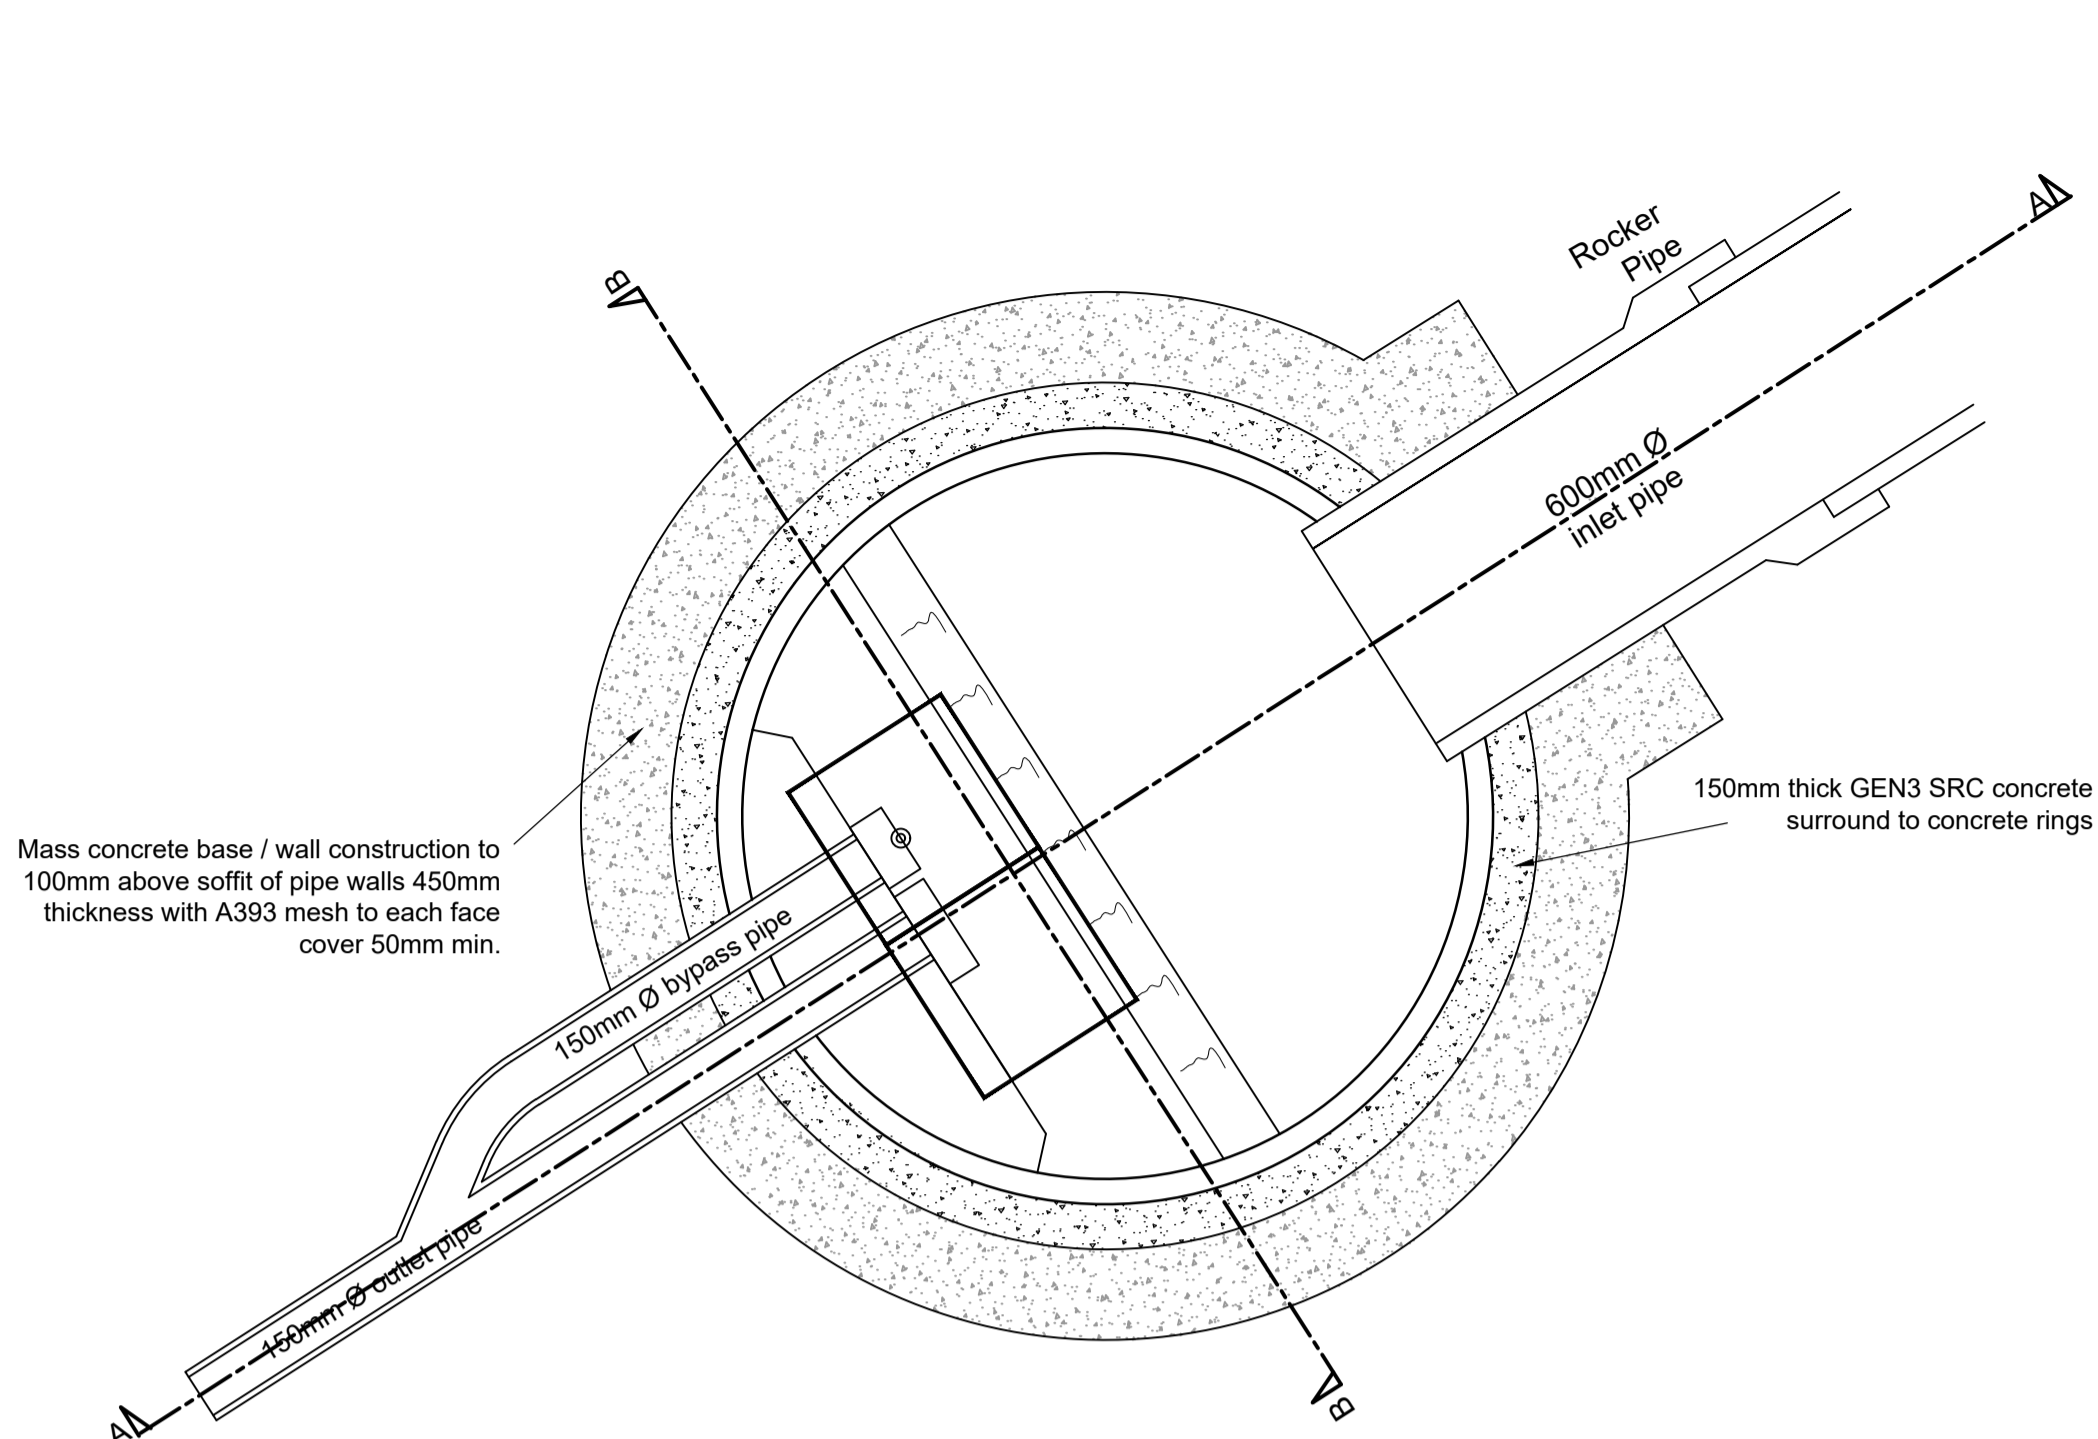 A
Rocker
Pipe
B
600mm Ø
inlet pipe
150mm thick GEN3 SRC concrete
surround to concrete rings
Mass concrete base / wall construction to
100mm above soffit of pipe walls 450mm
thickness with A393 mesh to each face
cover 50mm min.
150mm Ø bypass pipe
150mm Ø outlet pipe
B
A